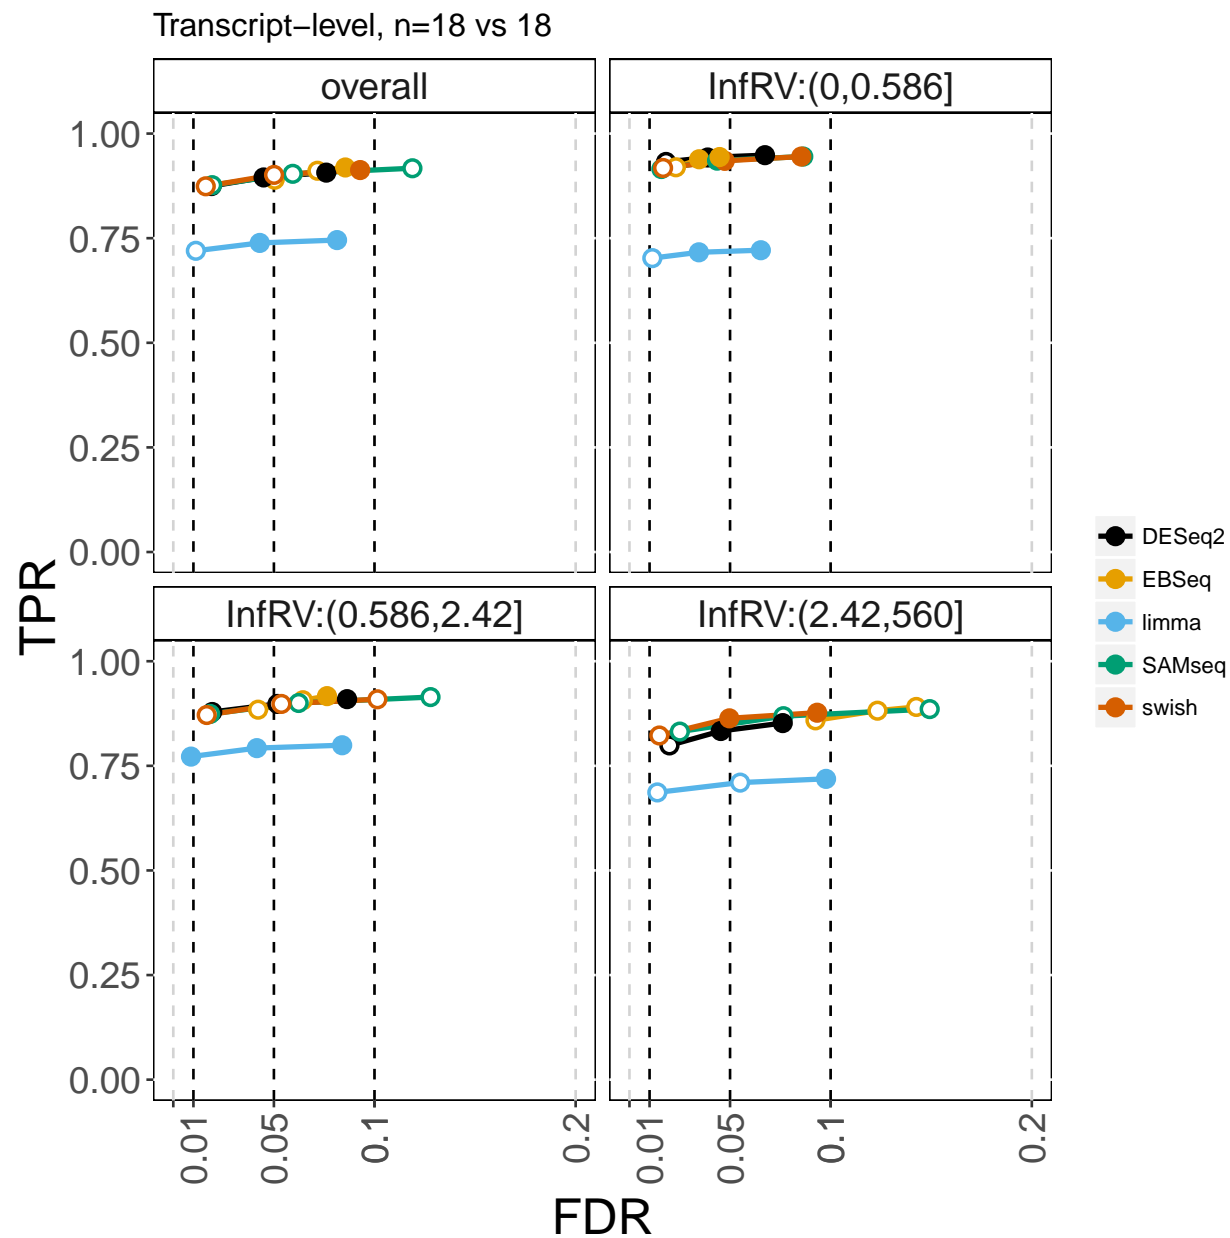 Transcript−level, n=18 vs 18
overall
InfRV:(0,0.586]
1.00
0.75
0.50
0.25
0.00
TPR
InfRV:(0.586,2.42]
InfRV:(2.42,560]
1.00
0.75
0.50
0.25
0.00
0.01
0.05
0.1
0.2
0.01
0.05
0.1
0.2
FDR
DESeq2
EBSeq
limma
SAMseq
swish